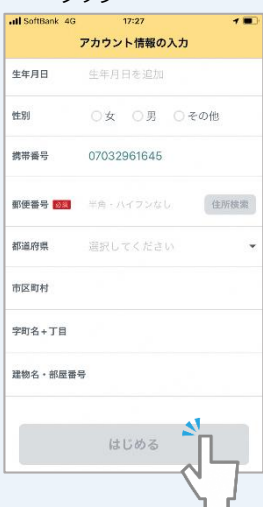 SoftBank 4G 17:27
アカウント情報の入力
生年月日 生年月日を追加
性別 女 男 その他
携帯番号 07032961645
郵便番号 必須 半角・ハイフンなし 住所検索
都道府県 選択してください
市区町村
字町名+丁目
建物名・部屋番号
はじめる